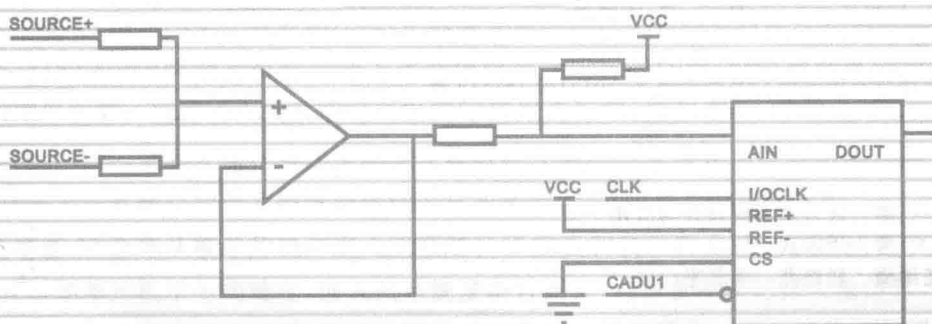 SOURCE+
VCC
+
SOURCE-
-
AIN DOUT
VCC CLK
I/OCLK
REF+
REF-
CS
CADU1